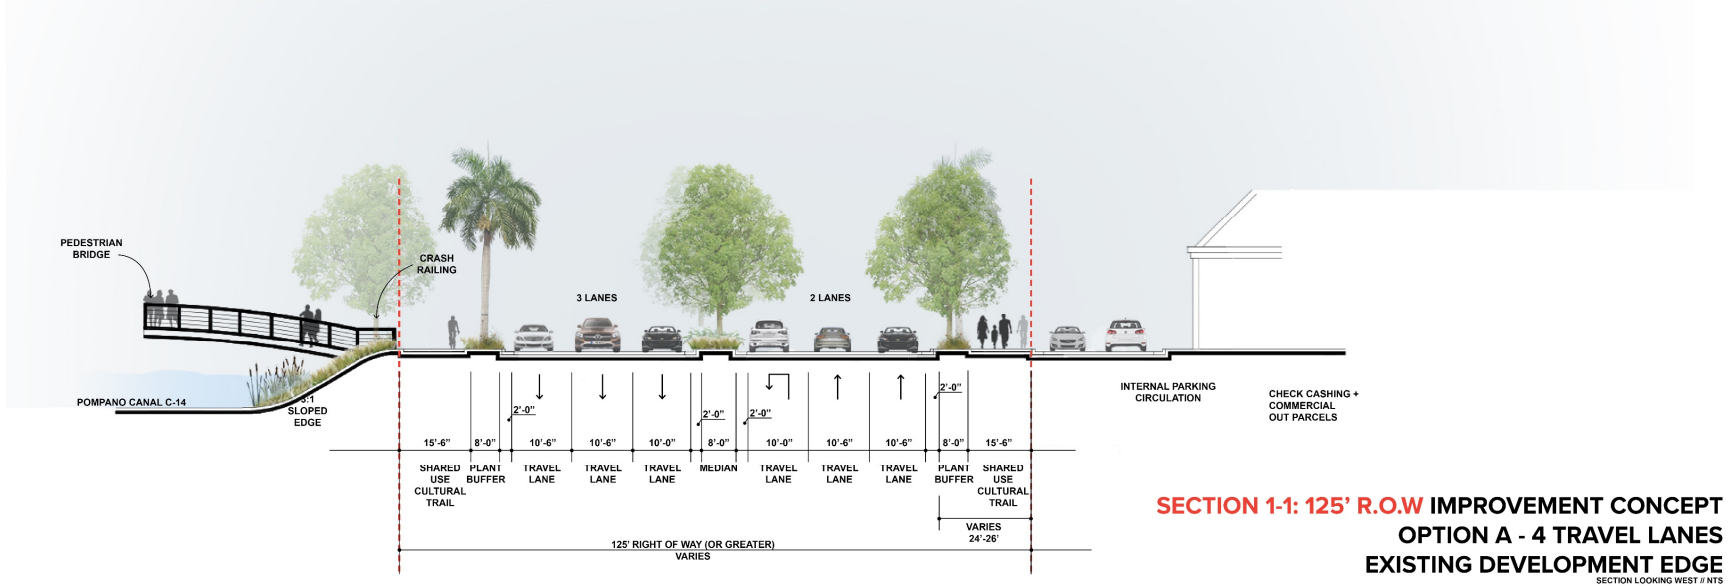 PEDESTRIAN
BRIDGE
CRASH
RAILING
3 LANES
2 LANES
POMPANO CANAL C-14
3:1
SLOPED
EDGE
INTERNAL PARKING
CIRCULATION
CHECK CASHING +
COMMERCIAL
OUT PARCELS
2'-0"
2'-0"
2'-0"
2'-0"
15'-6" 8'-0" 10'-6" 10'-6" 10'-0" 8'-0" 10'-0" 10'-6" 10'-6" 8'-0" 15'-6"
SHARED
USE
CULTURAL
TRAIL
PLANT
BUFFER
TRAVEL
LANE
TRAVEL
LANE
TRAVEL
LANE
MEDIAN
TRAVEL
LANE
TRAVEL
LANE
TRAVEL
LANE
PLANT
BUFFER
SHARED
USE
CULTURAL
TRAIL
VARIES
24'-26'
125' RIGHT OF WAY (OR GREATER)
VARIES
SECTION 1-1: 125' R.O.W IMPROVEMENT CONCEPT
OPTION A - 4 TRAVEL LANES
EXISTING DEVELOPMENT EDGE
SECTION LOOKING WEST // NTS